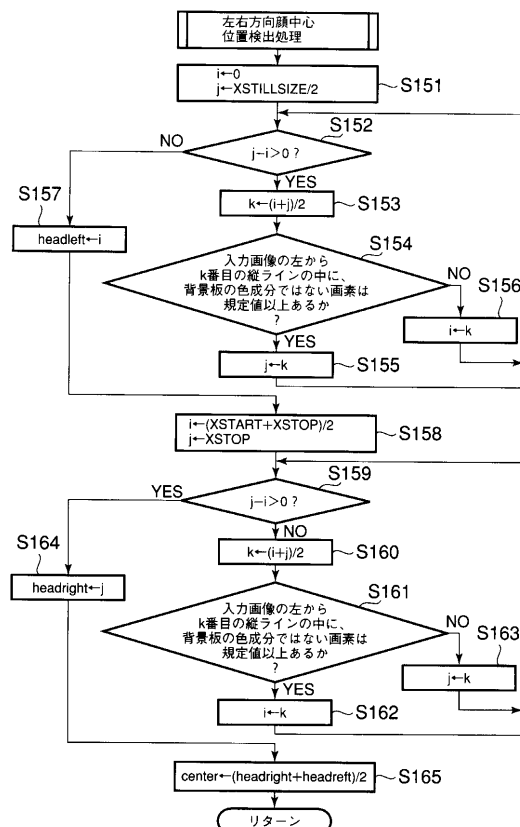 左右方向顔中心
位置検出処理
i←0
j←XSTILLSIZE/2
S151
S152
NO
j−i>0 ?
YES
S157
k←(i+j)/2
S153
headleft←i
S154
入力画像の左から
k番目の縦ラインの中に、
背景板の色成分ではない画素は
規定値以上あるか
?
NO
S156
i←k
YES
j←k
S155
i←(XSTART+XSTOP)/2
j←XSTOP
S158
S159
YES
j−i>0 ?
NO
S164
k←(i+j)/2
S160
headright←j
S161
入力画像の左から
k番目の縦ラインの中に、
背景板の色成分ではない画素は
規定値以上あるか
?
NO
S163
j←k
YES
i←k
S162
center←(headright+headreft)/2
S165
リターン